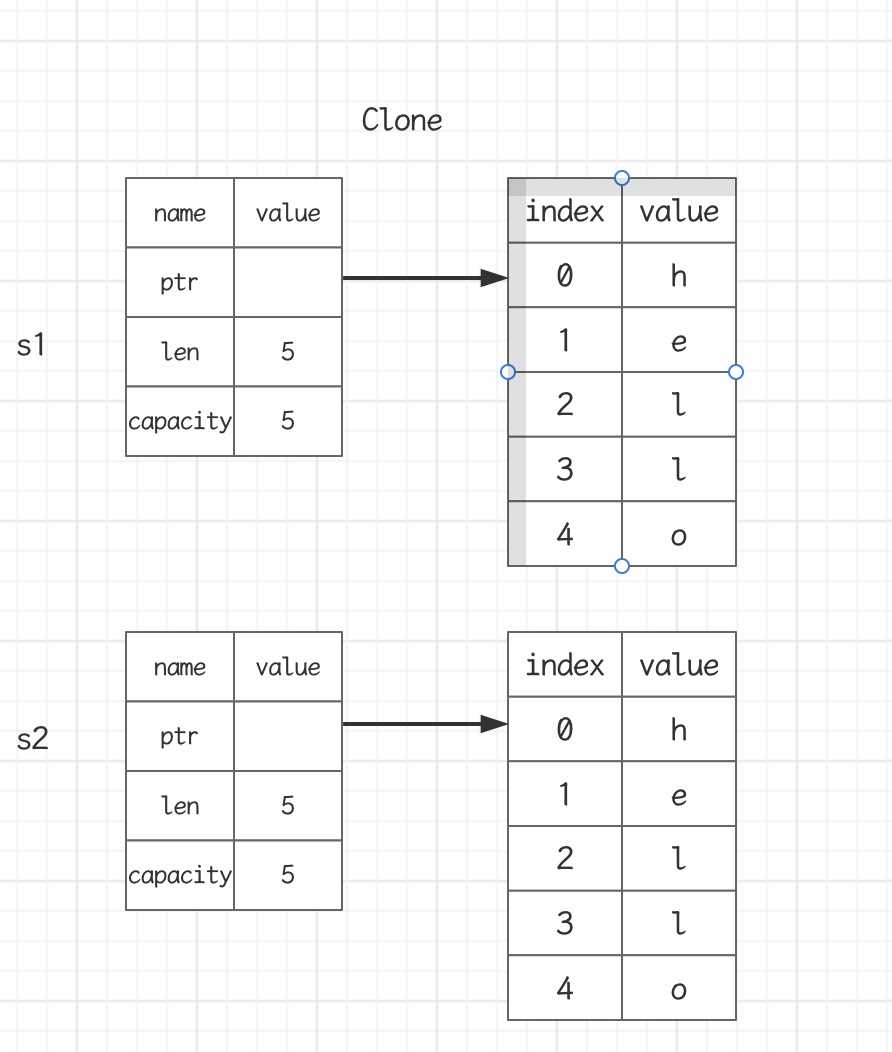 Clone
s1
name value
ptr
len 5
capacity 5
index value
0 h
1 e
2 l
3 l
4 o
s2
name value
ptr
len 5
capacity 5
index value
0 h
1 e
2 l
3 l
4 o